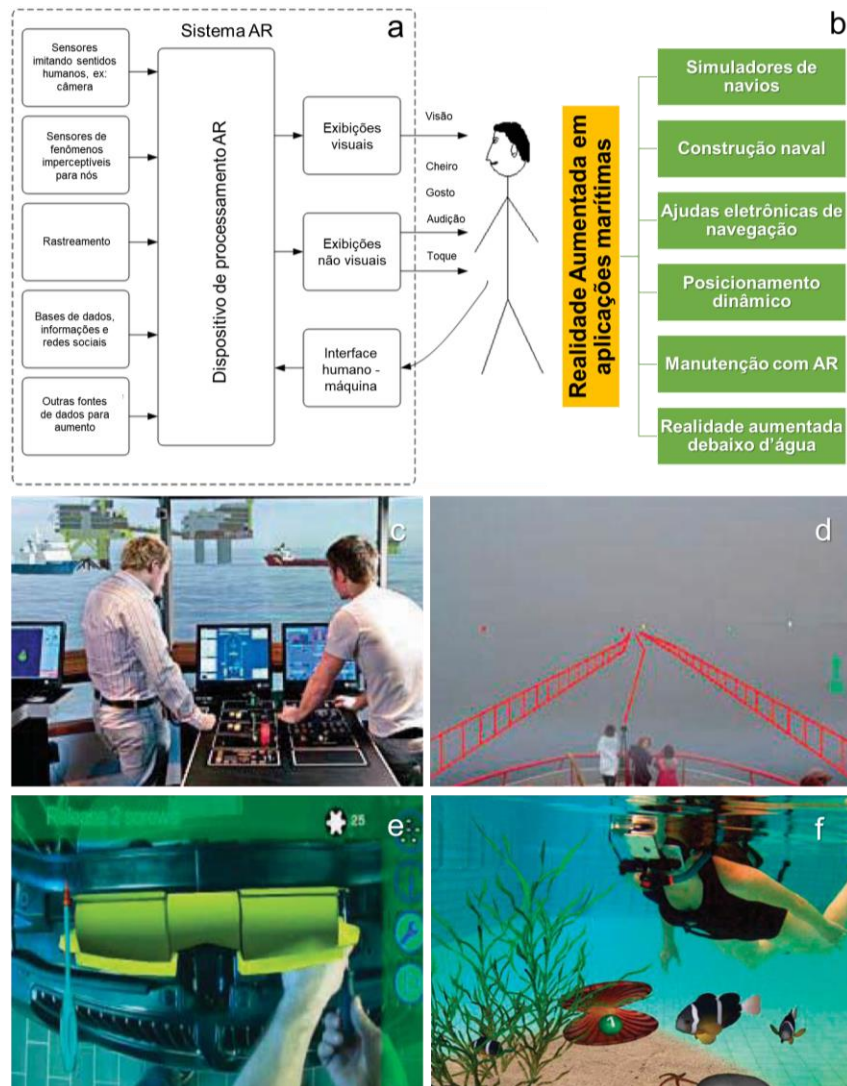 Sistema AR
a
Sensores
imitando sentidos
humanos, ex:
câmera
Sensores de
fenômenos
imperceptíveis
para nós
Rastreamento
Bases de dados,
informações e
redes sociais
Outras fontes
de dados para
aumento
Dispositivo de processamento AR
Exibições
visuais
Exibições
não visuais
Interface
humano -
máquina
Visão
Cheiro
Gosto
Audição
Toque
b
Realidade Aumentada em
aplicações marítimas
Simuladores de
navios
Construção naval
Ajudas eletrônicas de
navegação
Posicionamento
dinâmico
Manutenção com AR
Realidade aumentada
debaixo d'água
c
d
e
25
f